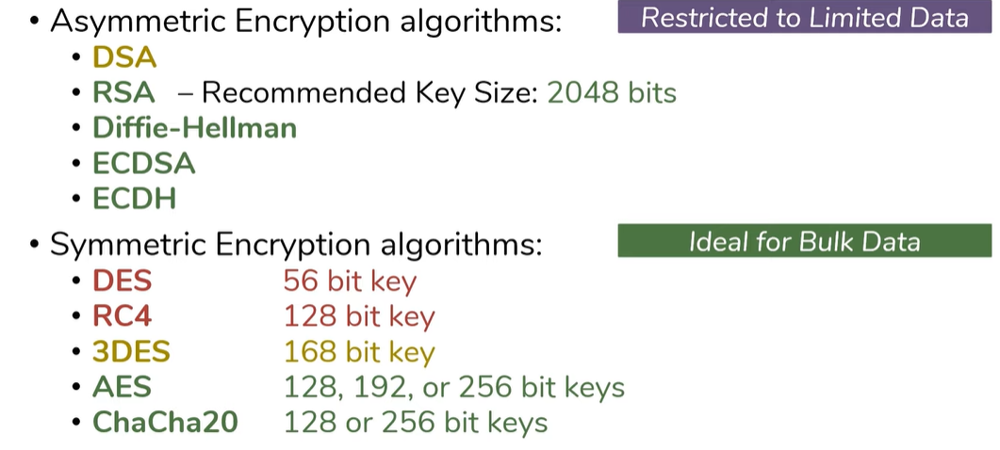 • Asymmetric Encryption algorithms: Restricted to Limited Data
• DSA
• RSA – Recommended Key Size: 2048 bits
• Diffie-Hellman
• ECDSA
• ECDH
• Symmetric Encryption algorithms: Ideal for Bulk Data
• DES 56 bit key
• RC4 128 bit key
• 3DES 168 bit key
• AES 128, 192, or 256 bit keys
• ChaCha20 128 or 256 bit keys